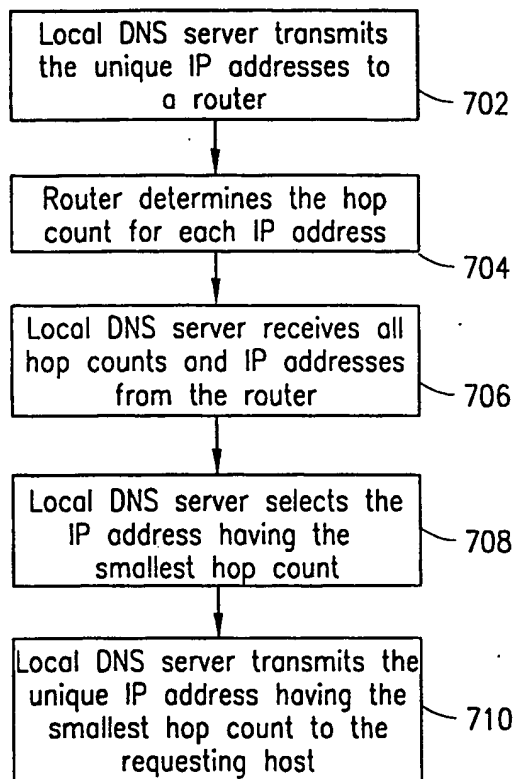 Local DNS server transmits
the unique IP addresses to
a router
702
Router determines the hop
count for each IP address
704
Local DNS server receives all
hop counts and IP addresses
from the router
706
Local DNS server selects the
IP address having the
smallest hop count
708
Local DNS server transmits the
unique IP address having the
smallest hop count to the
requesting host
710